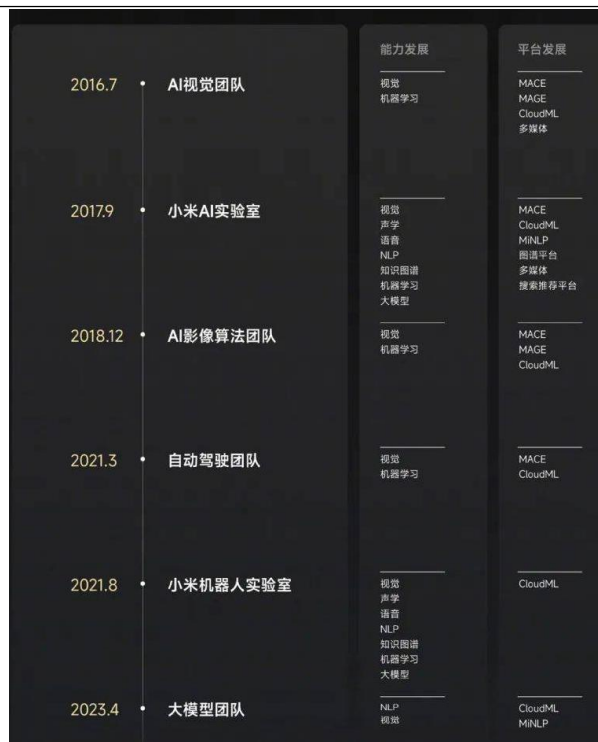 能力发展
平台发展
2016.7
AI视觉团队
视觉
机器学习
MACE
MAGE
CloudML
多媒体
2017.9
小米AI实验室
视觉
声学
语音
NLP
知识图谱
机器学习
大模型
MACE
CloudML
MiNLP
图谱平台
多媒体
搜索推荐平台
2018.12
AI影像算法团队
视觉
机器学习
MACE
MAGE
CloudML
2021.3
自动驾驶团队
视觉
机器学习
MACE
CloudML
2021.8
小米机器人实验室
视觉
声学
语音
NLP
知识图谱
机器学习
大模型
CloudML
2023.4
大模型团队
NLP
视觉
CloudML
MiNLP